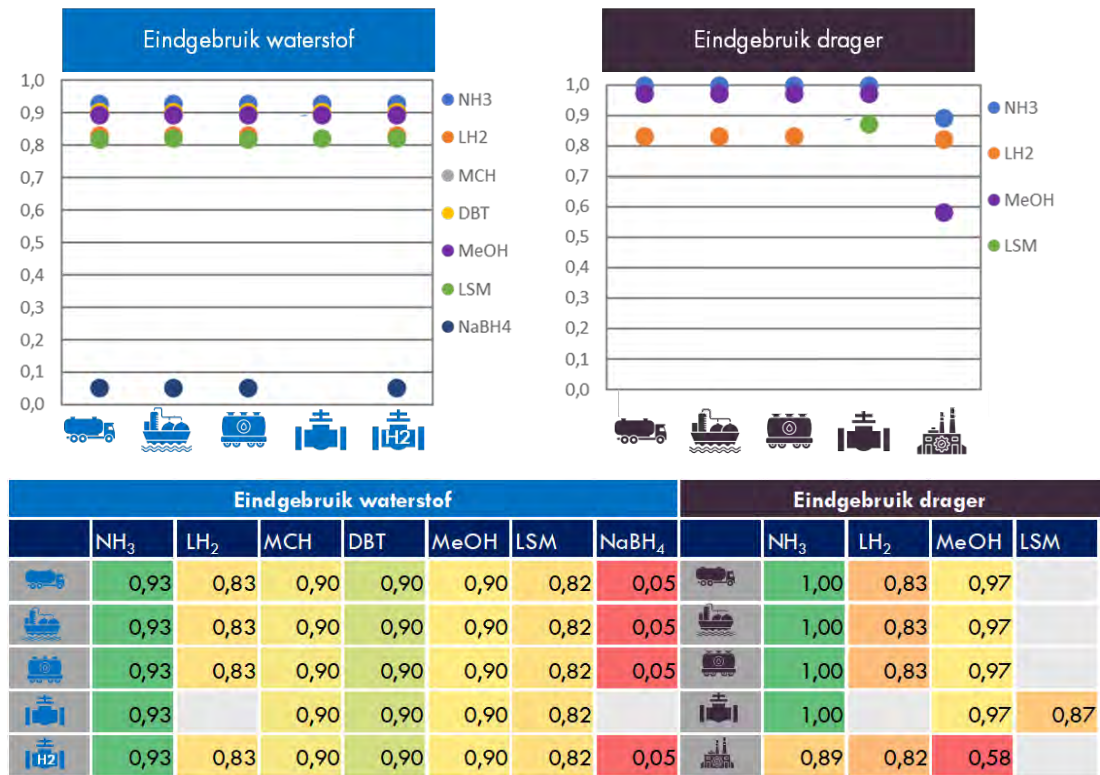 Eindgebruik waterstof
1,0
0,9
0,8
0,7
0,6
0,5
0,4
0,3
0,2
0,1
0,0
NH3
LH2
MCH
DBT
MeOH
LSM
NaBH4
H2
Eindgebruik drager
1,0
0,9
0,8
0,7
0,6
0,5
0,4
0,3
0,2
0,1
0,0
NH3
LH2
MeOH
LSM
Eindgebruik waterstof Eindgebruik drager
NH₃ LH₂ MCH DBT MeOH LSM NaBH₄ NH₃ LH₂ MeOH LSM
0,93 0,83 0,90 0,90 0,90 0,82 0,05 1,00 0,83 0,97
0,93 0,83 0,90 0,90 0,90 0,82 0,05 1,00 0,83 0,97
0,93 0,83 0,90 0,90 0,90 0,82 0,05 1,00 0,83 0,97
0,93 0,90 0,90 0,90 0,82 1,00 0,97 0,87
H2 0,93 0,83 0,90 0,90 0,90 0,82 0,05 0,89 0,82 0,58